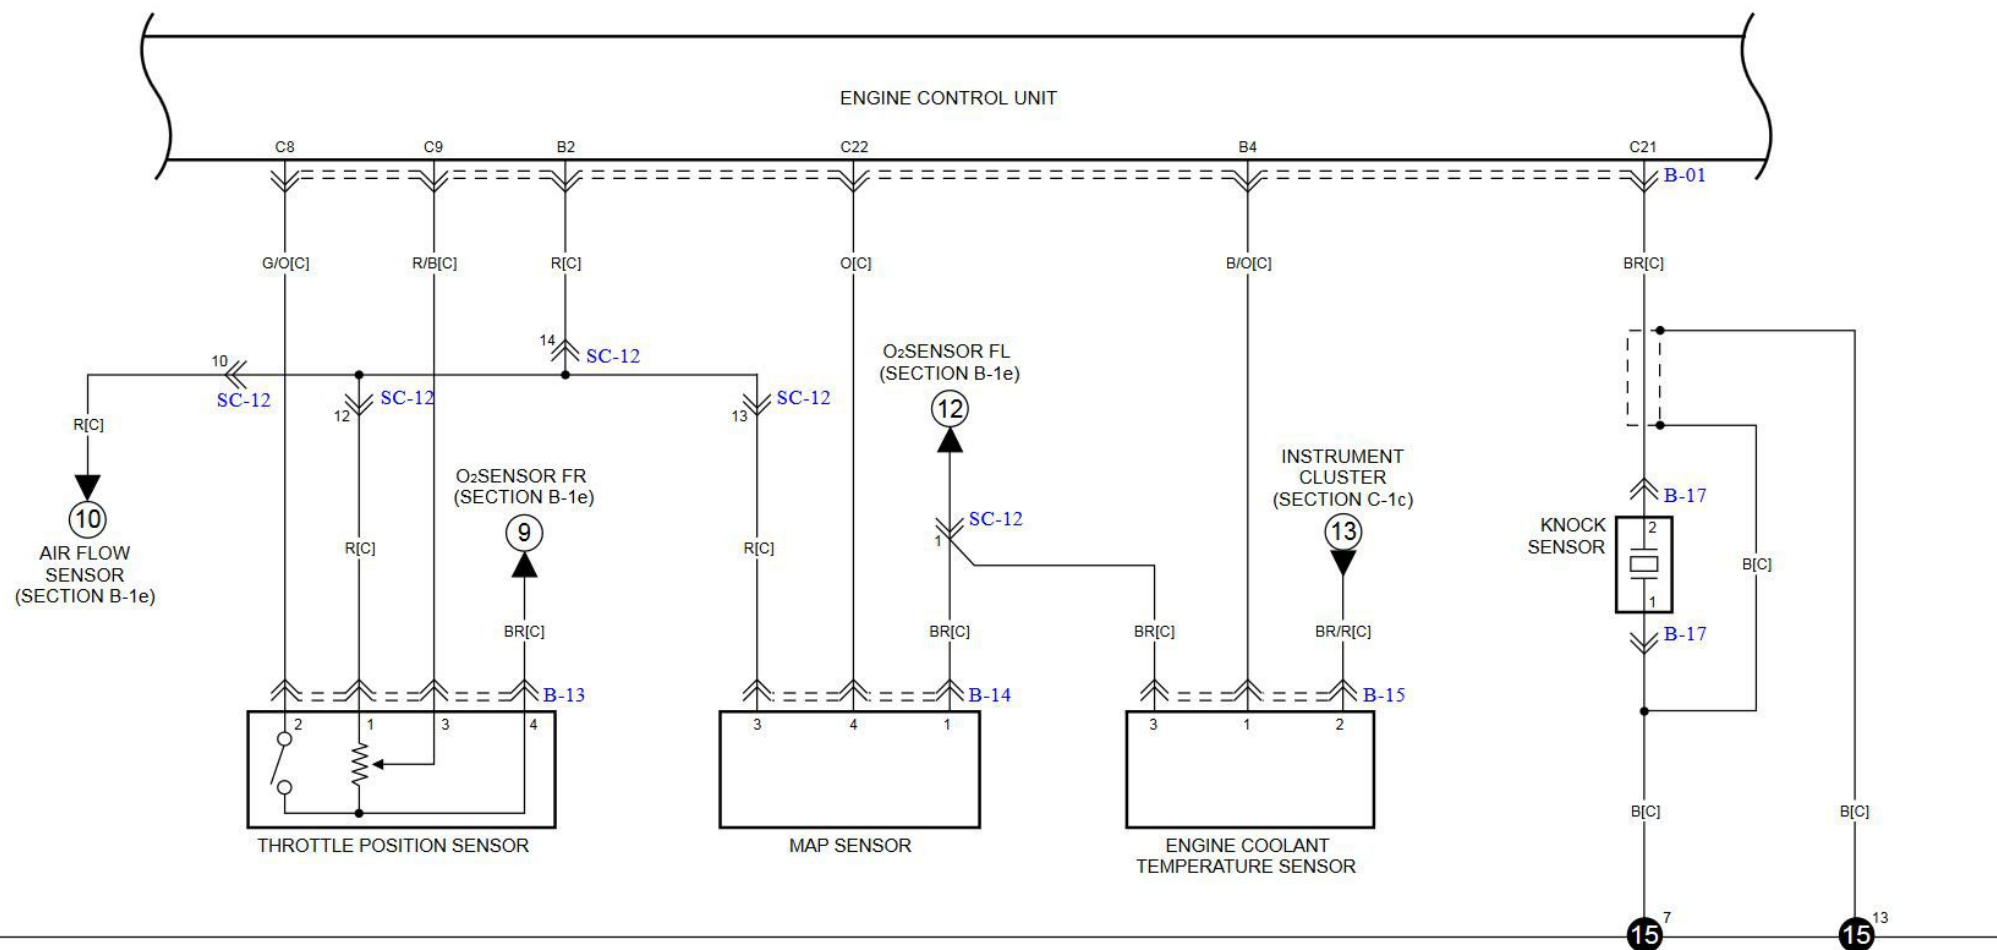 ENGINE CONTROL UNIT
C8 C9 B2 C22 B4 C21
B-01
G/O[C] R/B[C] R[C] O[C] B/O[C] BR[C]
14
SC-12
10
SC-12
12
SC-12
13
SC-12
R[C]
10
AIR FLOW
SENSOR
(SECTION B-1e)
O₂SENSOR FR
(SECTION B-1e)
9
O₂SENSOR FL
(SECTION B-1e)
12
SC-12
1
INSTRUMENT
CLUSTER
(SECTION C-1c)
13
B-17
KNOCK
SENSOR
2
1
B-17
R[C] R[C] B[C]
BR[C] BR[C] BR[C] BR/R[C]
B-13 B-14 B-15
2 1 3 4
3 4 1
3 1 2
THROTTLE POSITION SENSOR
MAP SENSOR
ENGINE COOLANT
TEMPERATURE SENSOR
B[C] B[C]
15 7
15 13